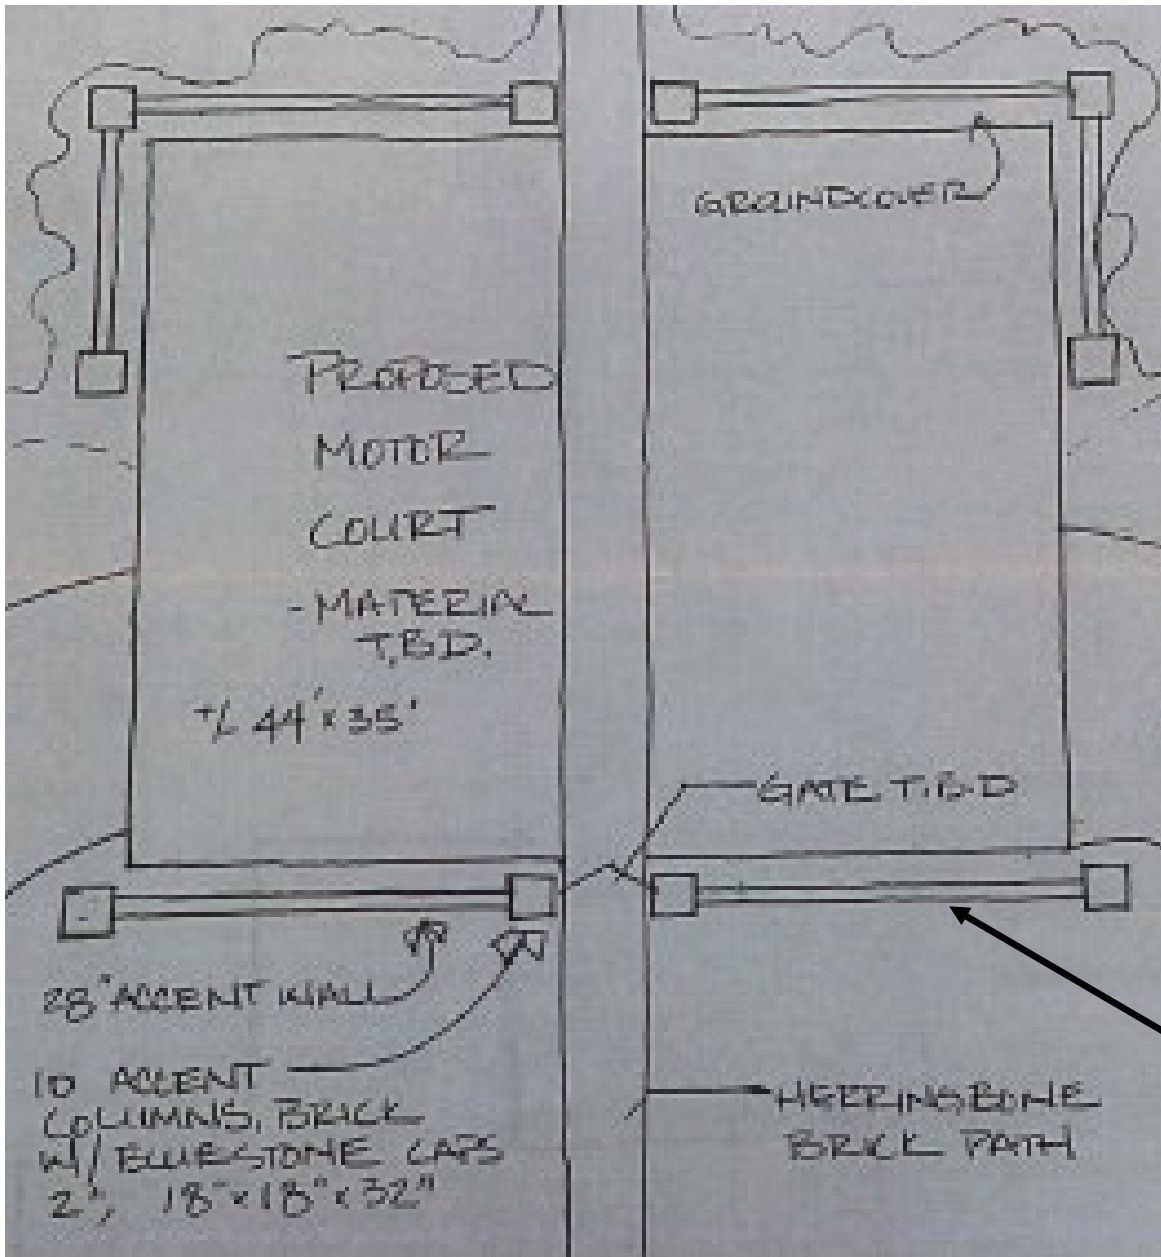 GROUNDCOVER
PROPOSED
MOTOR
COURT
- MATERIAL
T.B.D.
+/- 44' x 35'
GATE T.B.D
28" ACCENT WALL
10 ACCENT
COLUMNS, BRICK
W/ BLUESTONE CAPS
2", 18" x 18" x 32"
HERRINGBONE
BRICK PATH